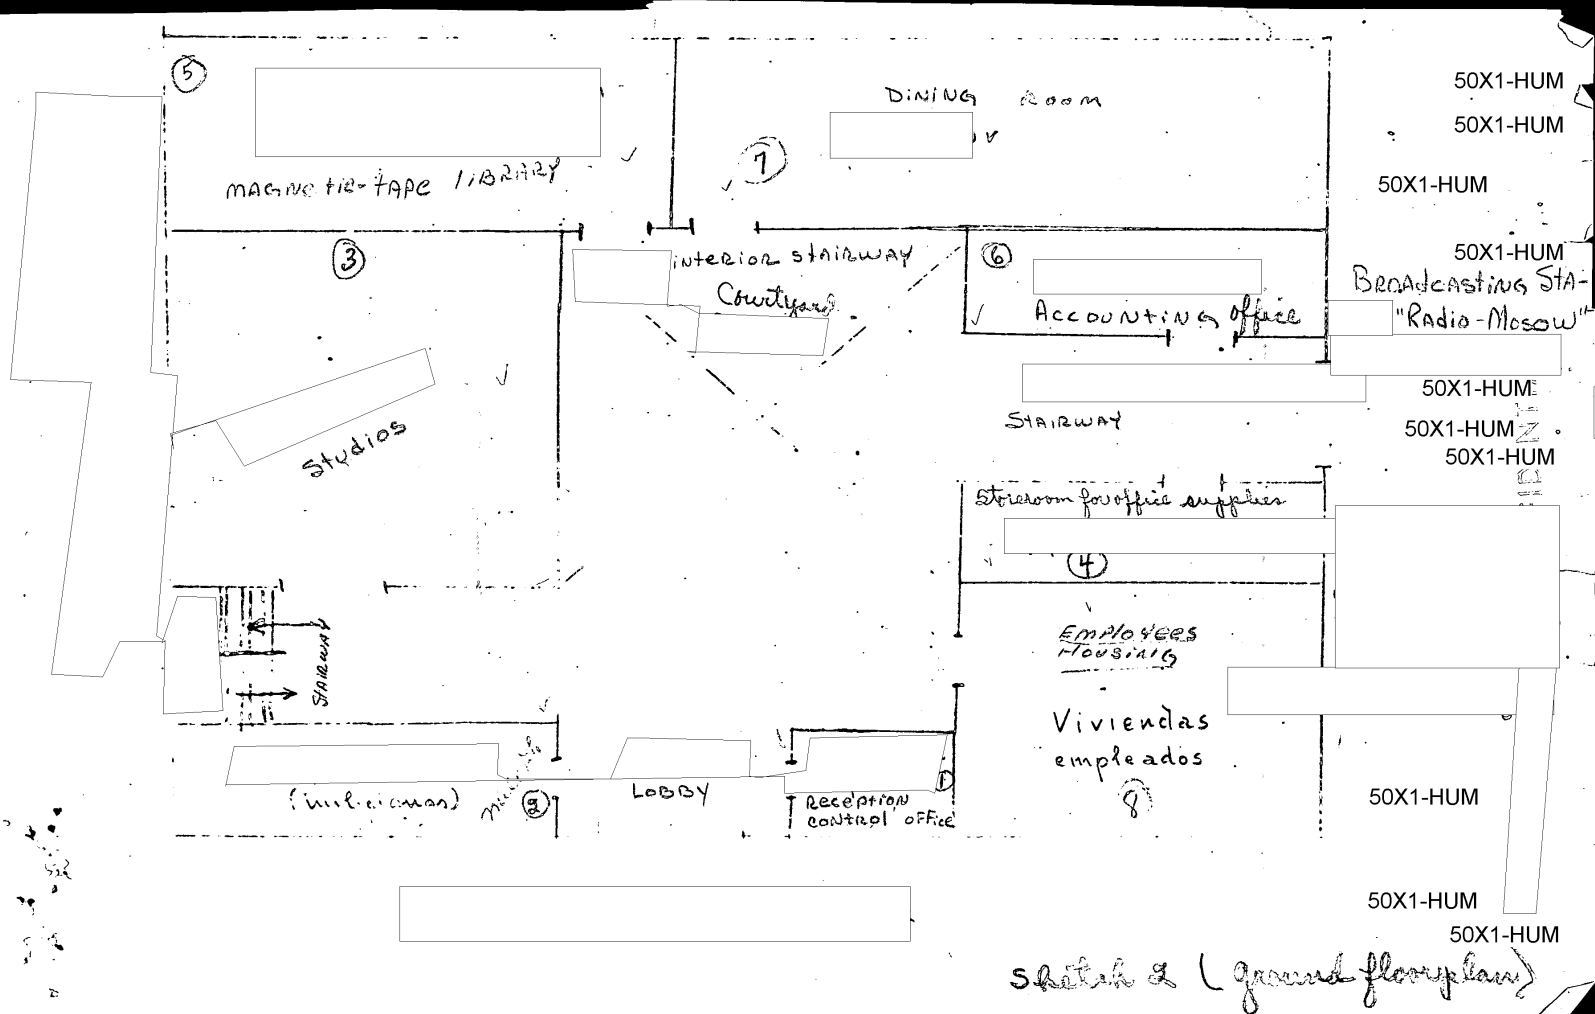 50X1-HUM
5
DINING ROOM
50X1-HUM
7
MAGNETIC-TAPE LIBRARY
50X1-HUM
3
INTERIOR STAIRWAY
6
50X1-HUM
Courtyard
BROADCASTING STA-
ACCOUNTING office
"Radio-Moscow"
50X1-HUM
STAIRWAY
50X1-HUM
Studios
50X1-HUM
Storeroom for office supplies
4
EMPLOYEES
HOUSING
STAIRWAY
Viviendas
empleados
(milicianos)
2
LOBBY
1
RECEPTION
CONTROL OFFICE
8
50X1-HUM
50X1-HUM
50X1-HUM
Sketch 2 (ground floorplan)